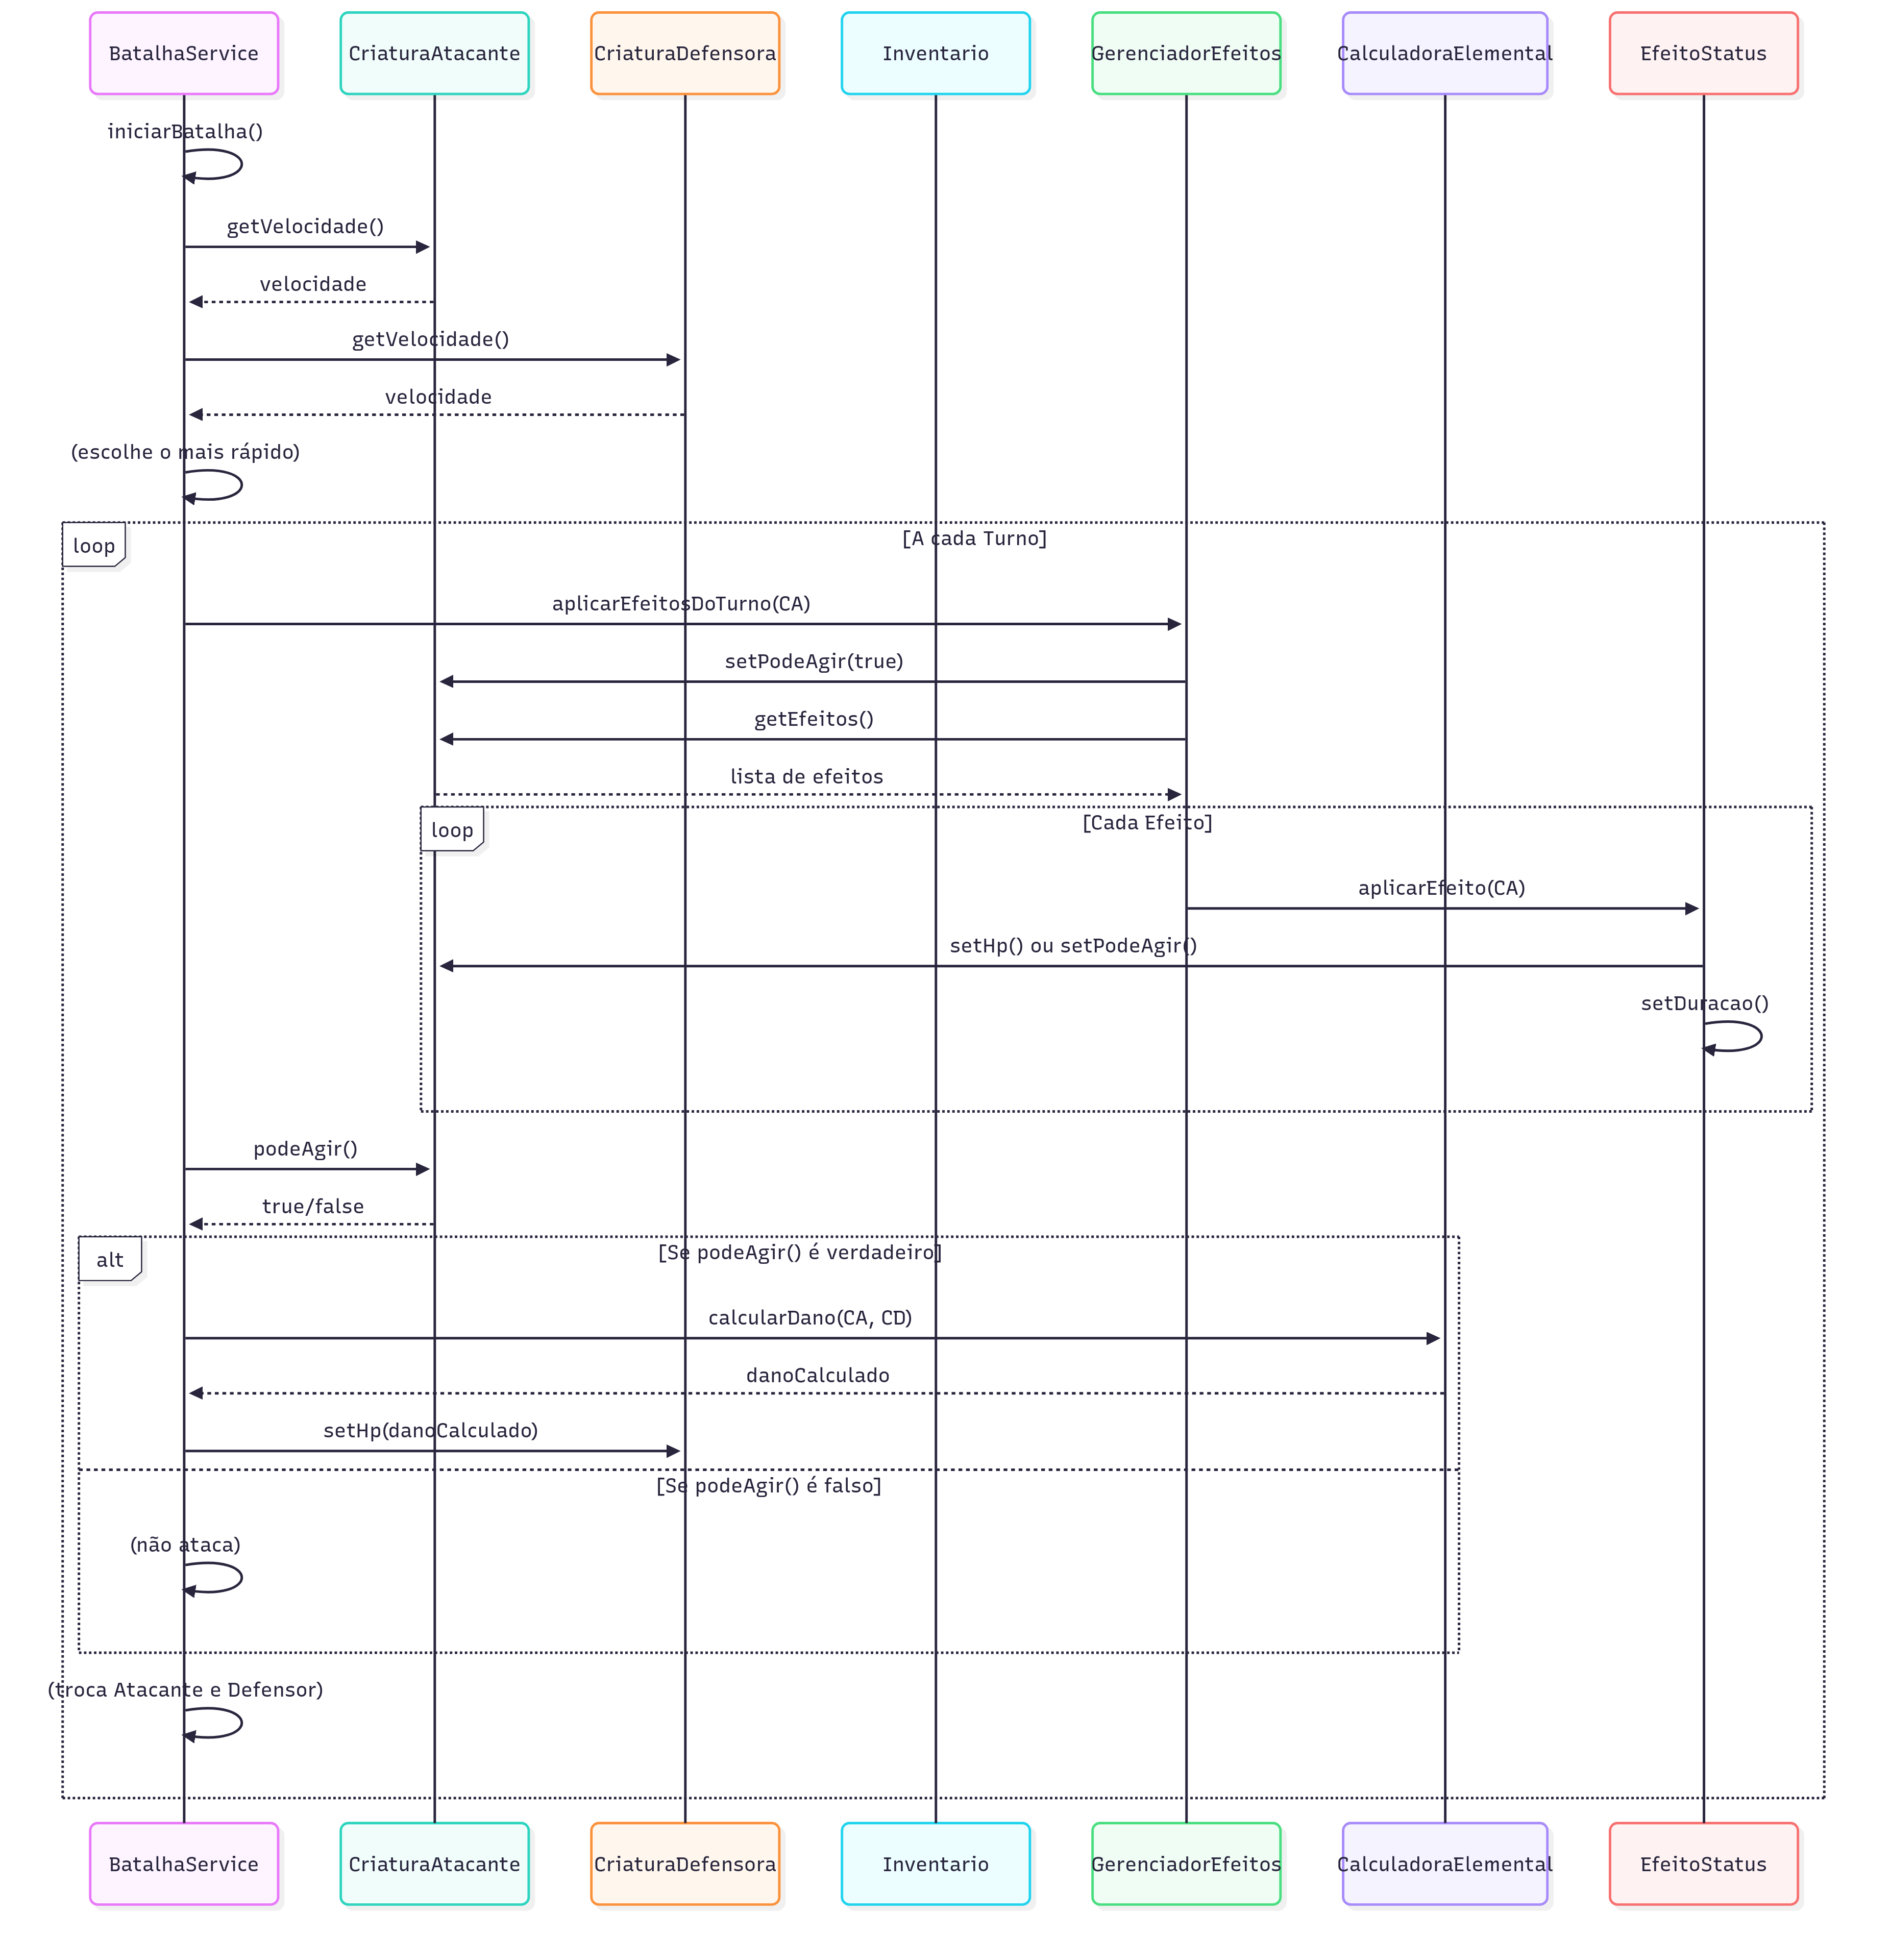 BatalhaService
CriaturaAtacante
CriaturaDefensora
Inventario
GerenciadorEfeitos
CalculadoraElemental
EfeitoStatus
iniciarBatalha()
getVelocidade()
velocidade
getVelocidade()
velocidade
(escolhe o mais rápido)
loop
[A cada Turno]
aplicarEfeitosDoTurno(CA)
setPodeAgir(true)
getEfeitos()
lista de efeitos
loop
[Cada Efeito]
aplicarEfeito(CA)
setHp() ou setPodeAgir()
setDuracao()
podeAgir()
true/false
alt
[Se podeAgir() é verdadeiro]
calcularDano(CA, CD)
danoCalculado
setHp(danoCalculado)
[Se podeAgir() é falso]
(não ataca)
(troca Atacante e Defensor)
BatalhaService
CriaturaAtacante
CriaturaDefensora
Inventario
GerenciadorEfeitos
CalculadoraElemental
EfeitoStatus